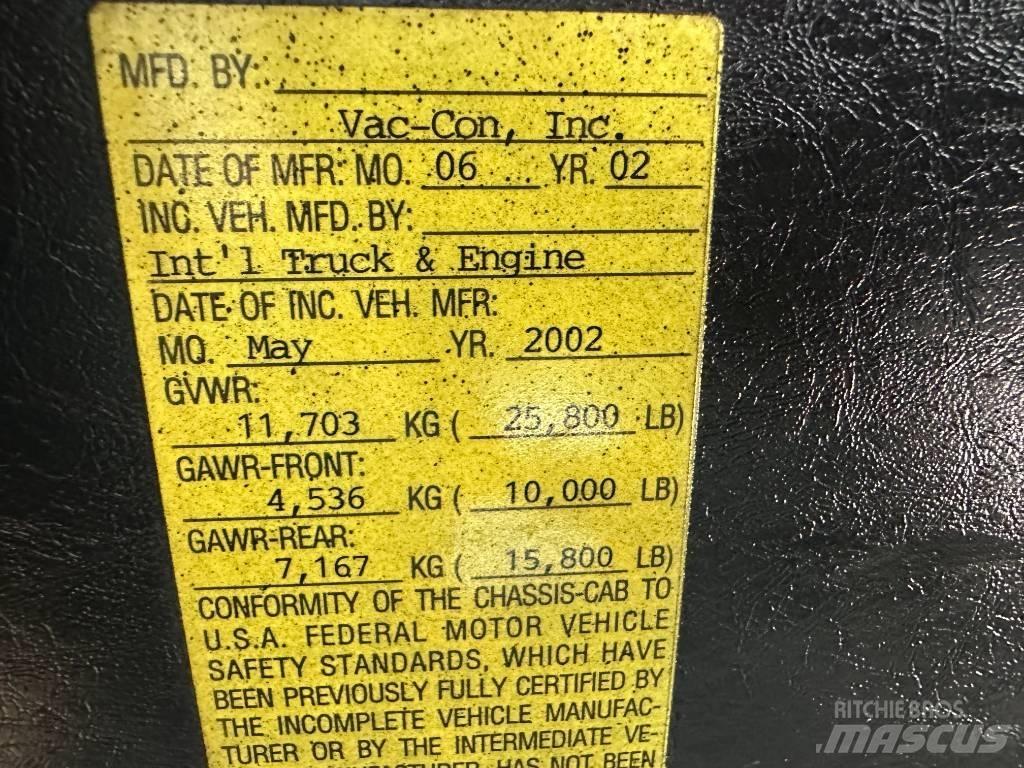 MFD. BY:
Vac-Con, Inc.
DATE OF MFR: MO. 06 YR. 02
INC. VEH. MFD. BY:
Int'l Truck & Engine
DATE OF INC. VEH. MFR:
MO. May YR. 2002
GVWR:
11,703 KG ( 25,800 LB)
GAWR-FRONT:
4,536 KG ( 10,000 LB)
GAWR-REAR:
7,167 KG ( 15,800 LB)
CONFORMITY OF THE CHASSIS-CAB TO
U.S.A. FEDERAL MOTOR VEHICLE
SAFETY STANDARDS, WHICH HAVE
BEEN PREVIOUSLY FULLY CERTIFIED BY
THE INCOMPLETE VEHICLE MANUFAC-
TURER OR BY THE INTERMEDIATE VE-
HAS NOT BEEN
RITCHIE BROS.
MASCUS